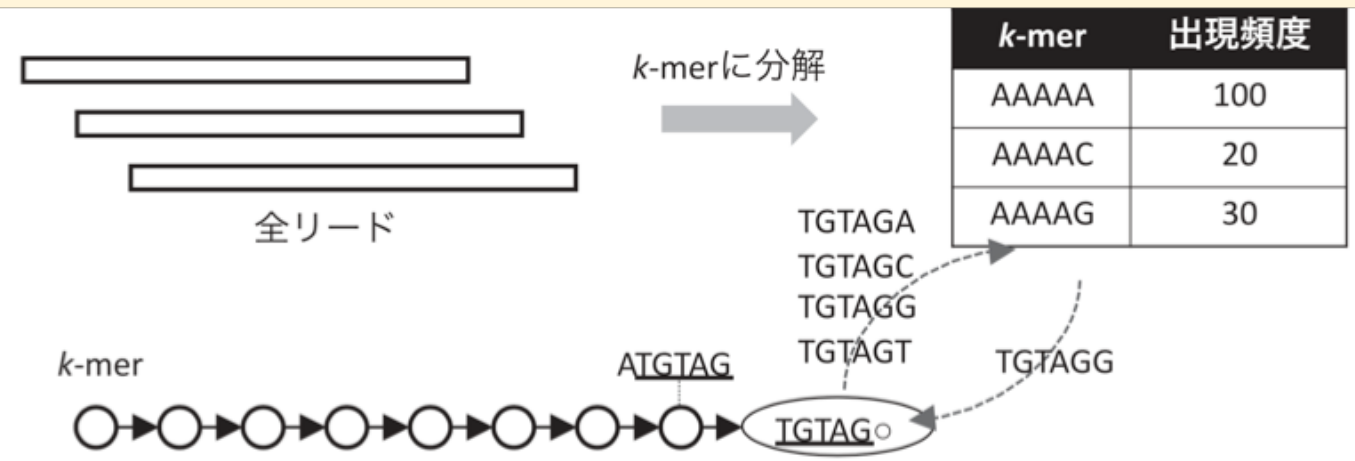 k-mer 出現頻度
k-merに分解
AAAAA 100
AAAAC 20
AAAAG 30
全リード
TGTAGA
TGTAGC
TGTAGG
TGTAGT
TGTAGG
k-mer
ATGTAG
TGTAG○